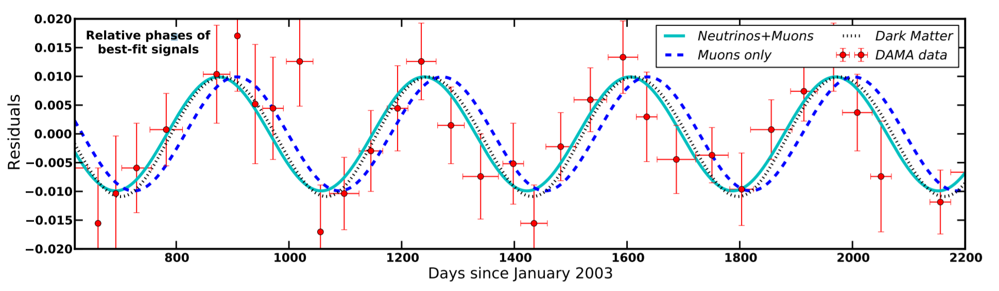 Relative phases of
best-fit signals
Neutrinos+Muons
Muons only
Dark Matter
DAMA data
Residuals
0.020
0.015
0.010
0.005
0.000
−0.005
−0.010
−0.015
−0.020
800 1000 1200 1400 1600 1800 2000 2200
Days since January 2003